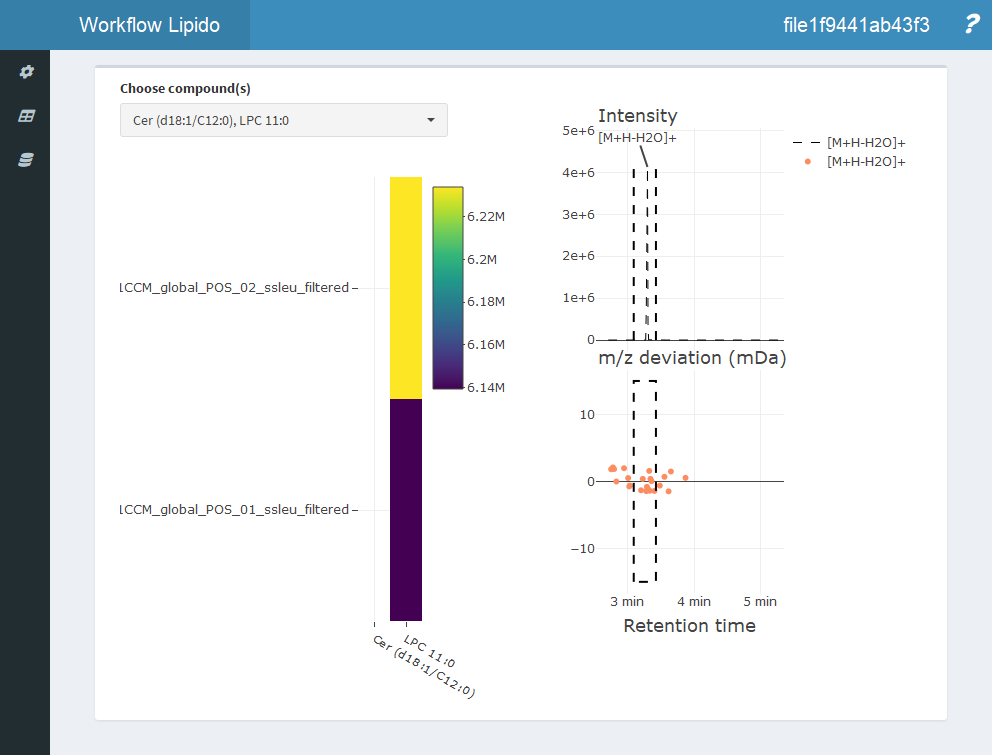 Workflow Lipido
file1f9441ab43f3
?
Choose compound(s)
Cer (d18:1/C12:0), LPC 11:0
6.22M
6.2M
6.18M
6.16M
6.14M
1CCM_global_POS_02_ssleu_filtered
1CCM_global_POS_01_ssleu_filtered
LPC 11:0
Cer (d18:1/C12:0)
Intensity
[M+H-H2O]+
5e+6
4e+6
3e+6
2e+6
1e+6
0
[M+H-H2O]+
[M+H-H2O]+
m/z deviation (mDa)
10
0
−10
3 min
4 min
5 min
Retention time